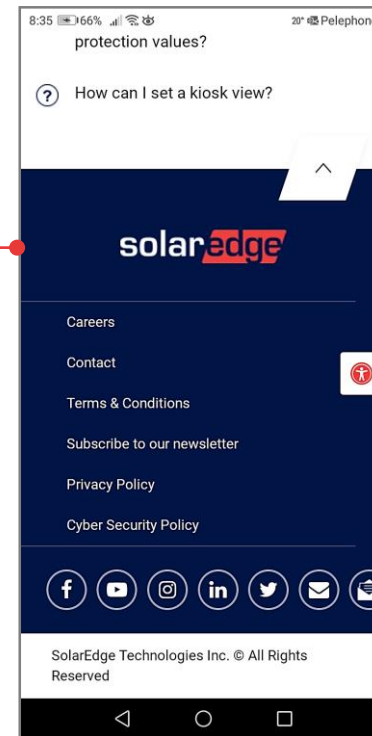 8:35 66% 20° Pelephone
protection values?
? How can I set a kiosk view?
solaredge
Careers
Contact
Terms & Conditions
Subscribe to our newsletter
Privacy Policy
Cyber Security Policy
f in
SolarEdge Technologies Inc. © All Rights
Reserved